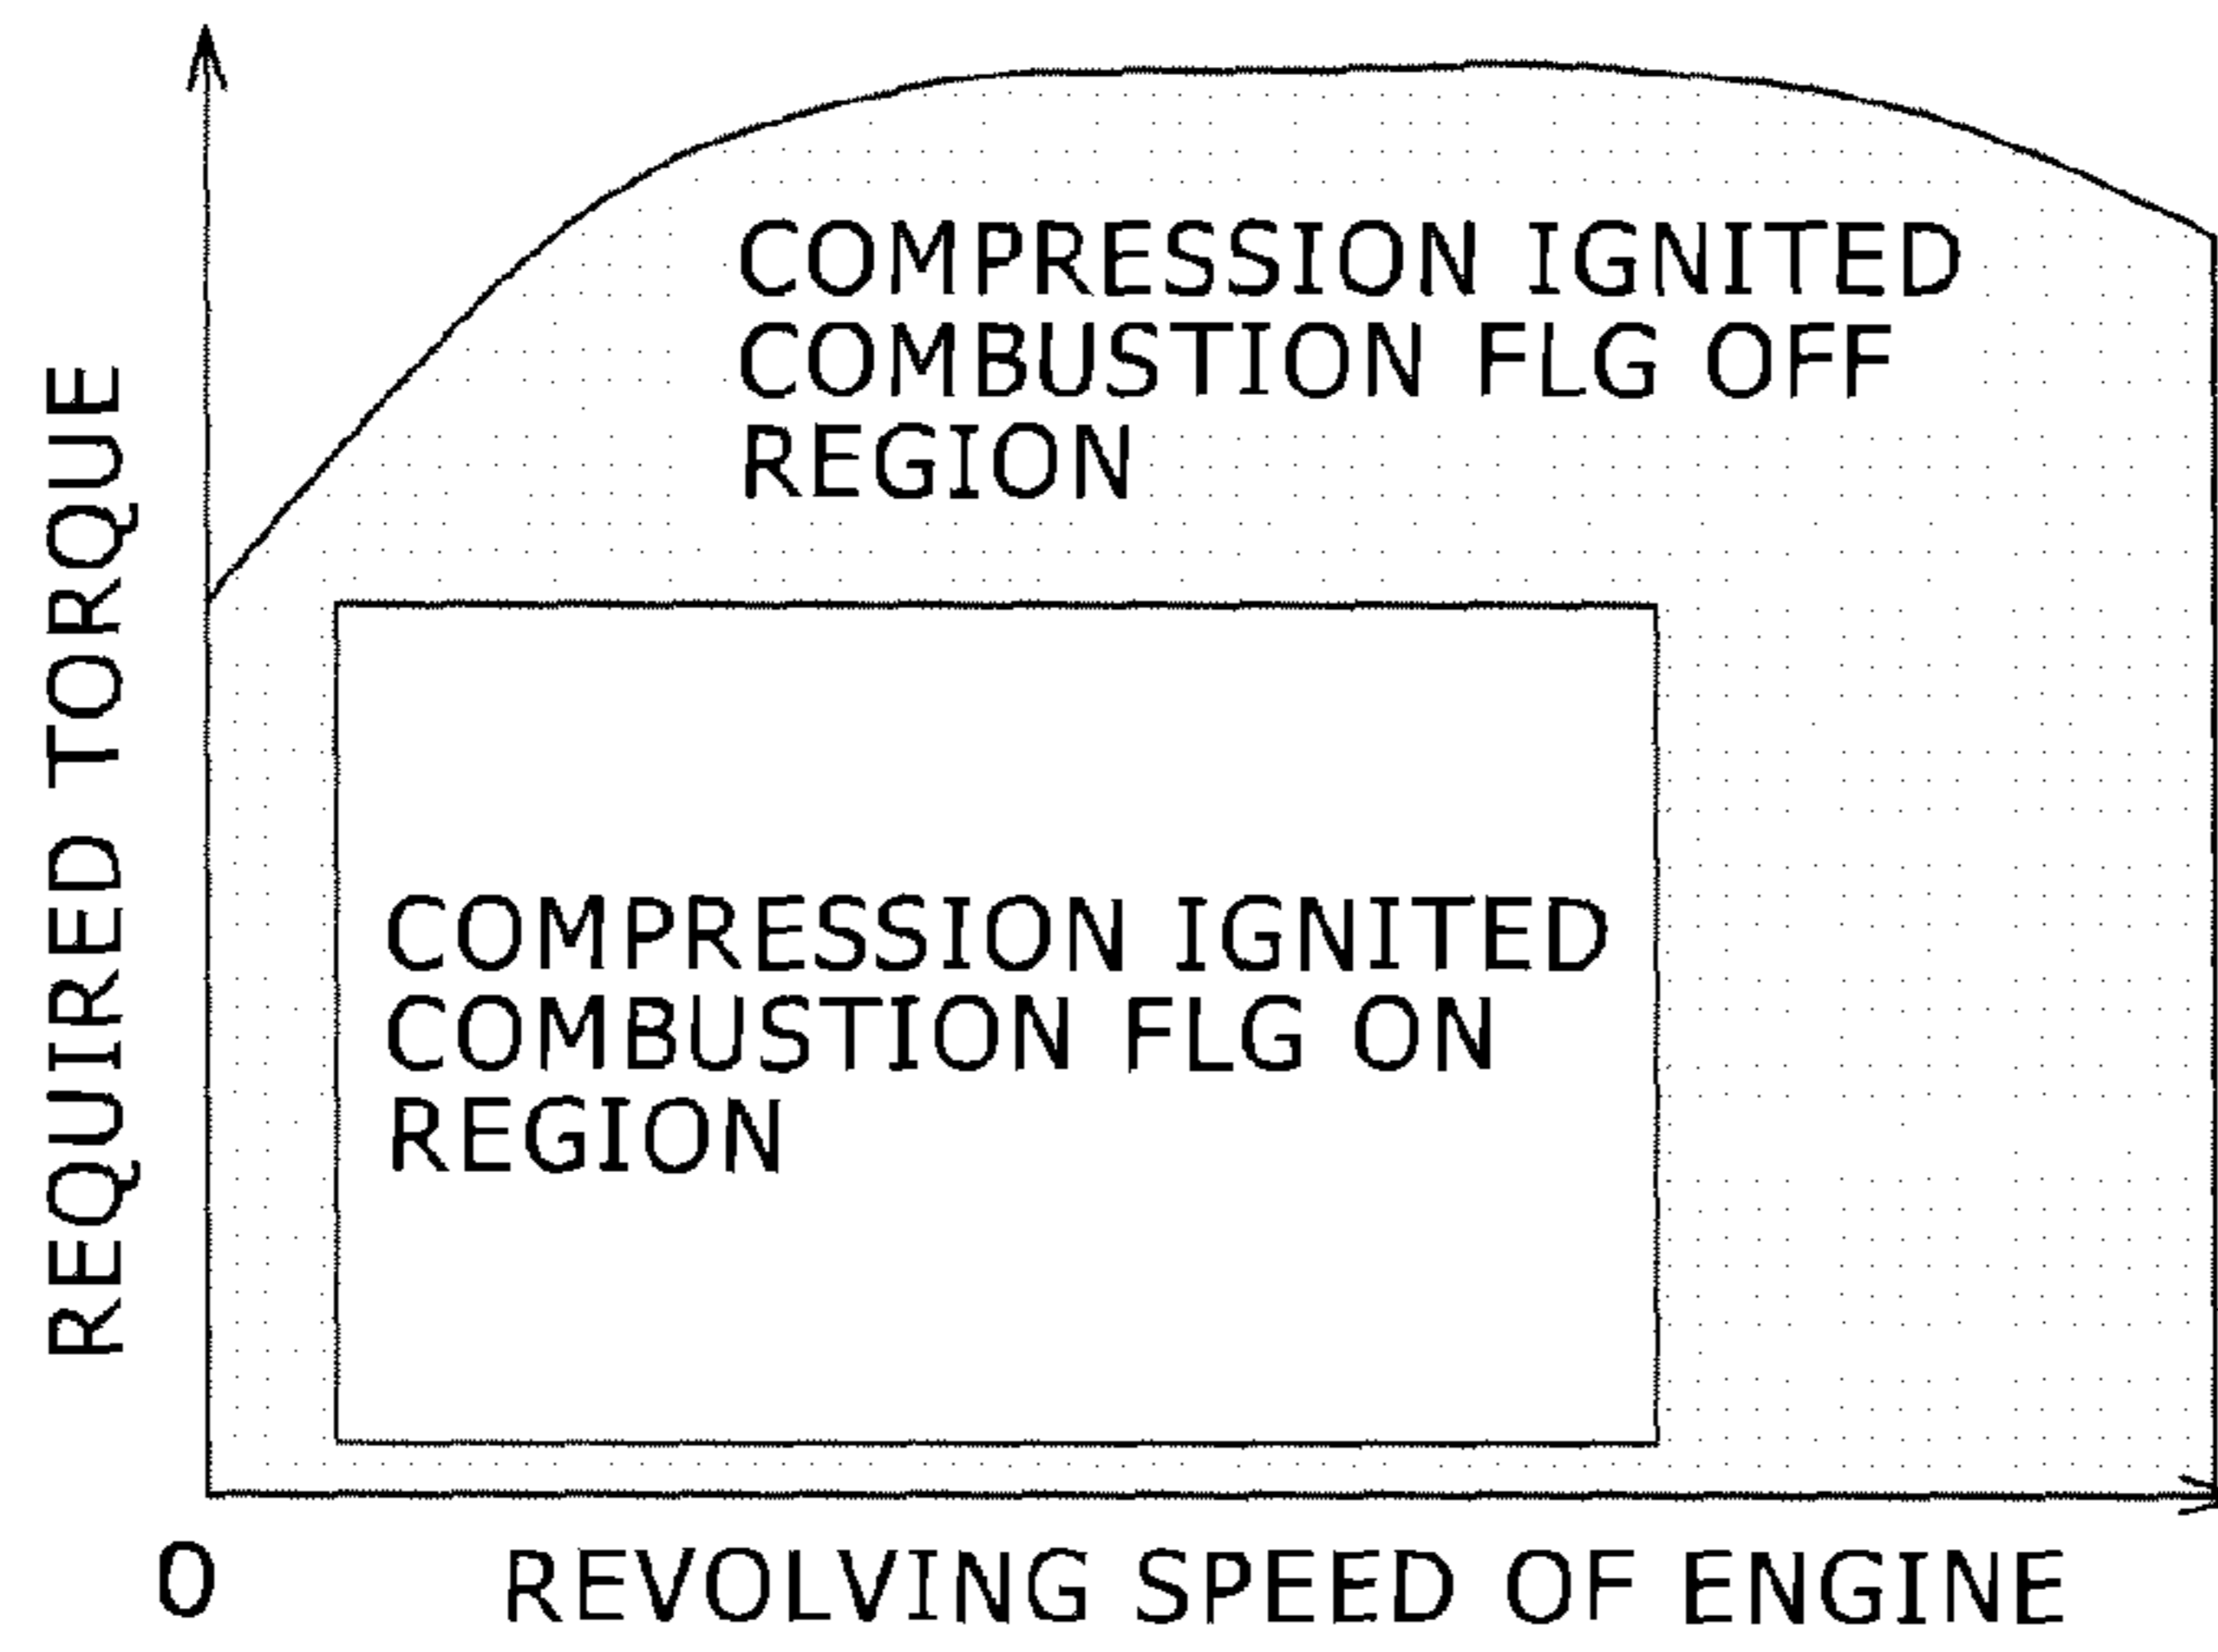 REQUIRED TORQUE
COMPRESSION IGNITED
COMBUSTION FLG OFF
REGION
COMPRESSION IGNITED
COMBUSTION FLG ON
REGION
0
REVOLVING SPEED OF ENGINE